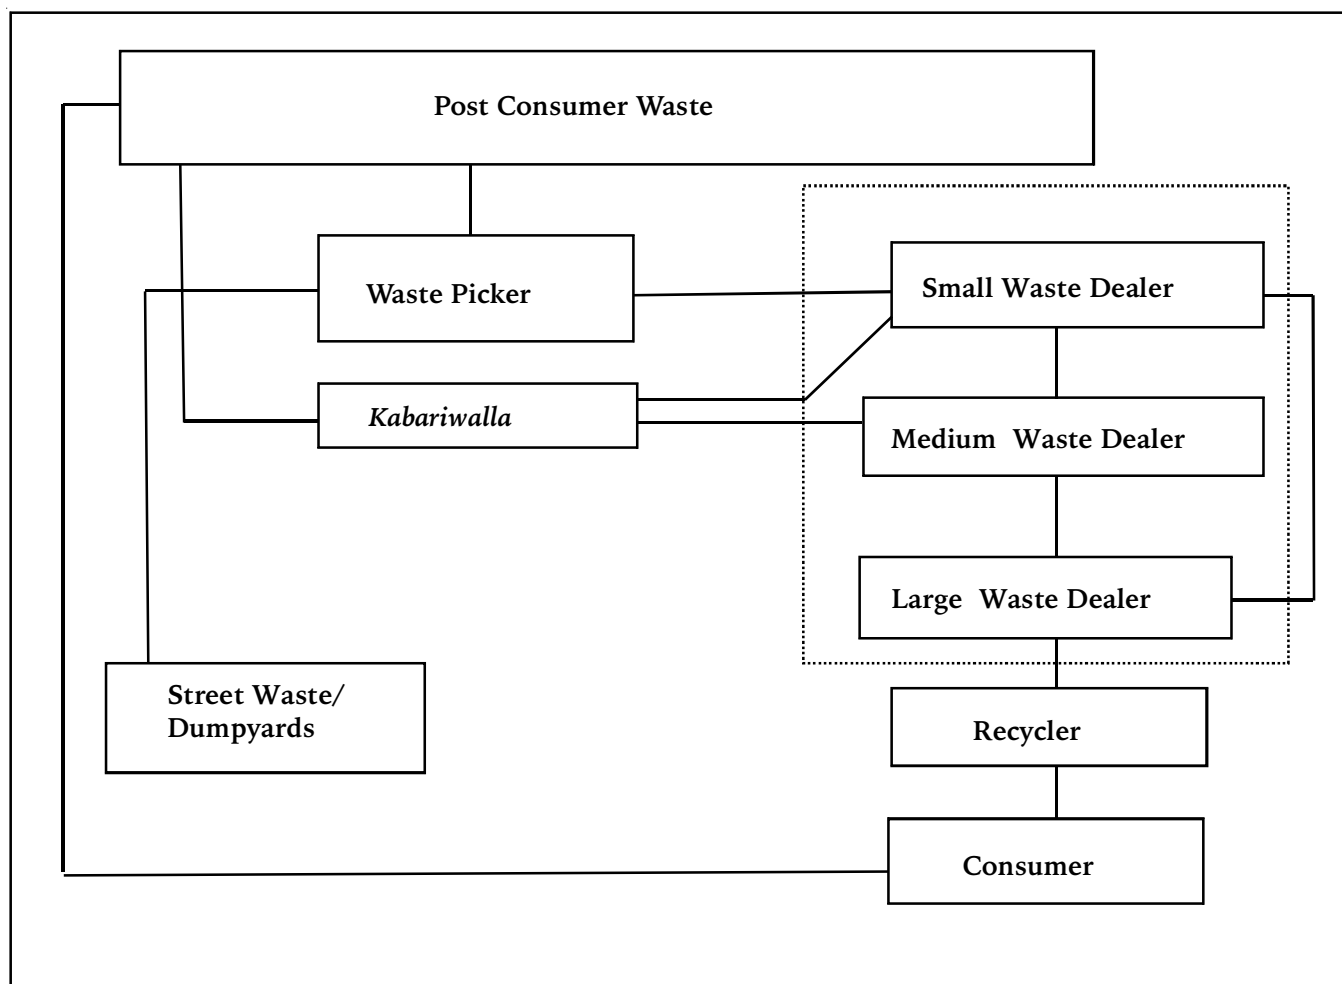 Post Consumer Waste
Waste Picker
Small Waste Dealer
Kabariwalla
Medium Waste Dealer
Large Waste Dealer
Street Waste/
Dumpyards
Recycler
Consumer